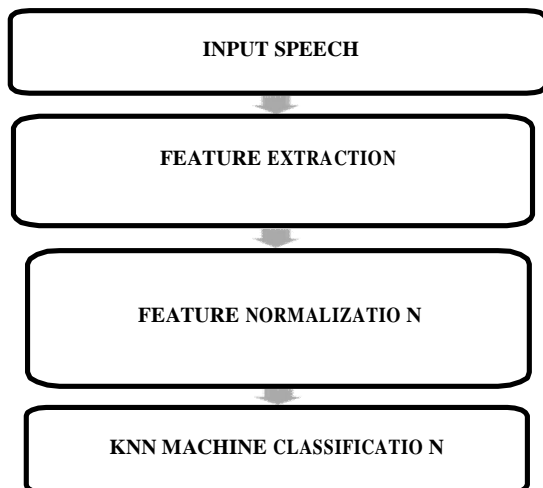 INPUT SPEECH
FEATURE EXTRACTION
FEATURE NORMALIZATIO N
KNN MACHINE CLASSIFICATIO N